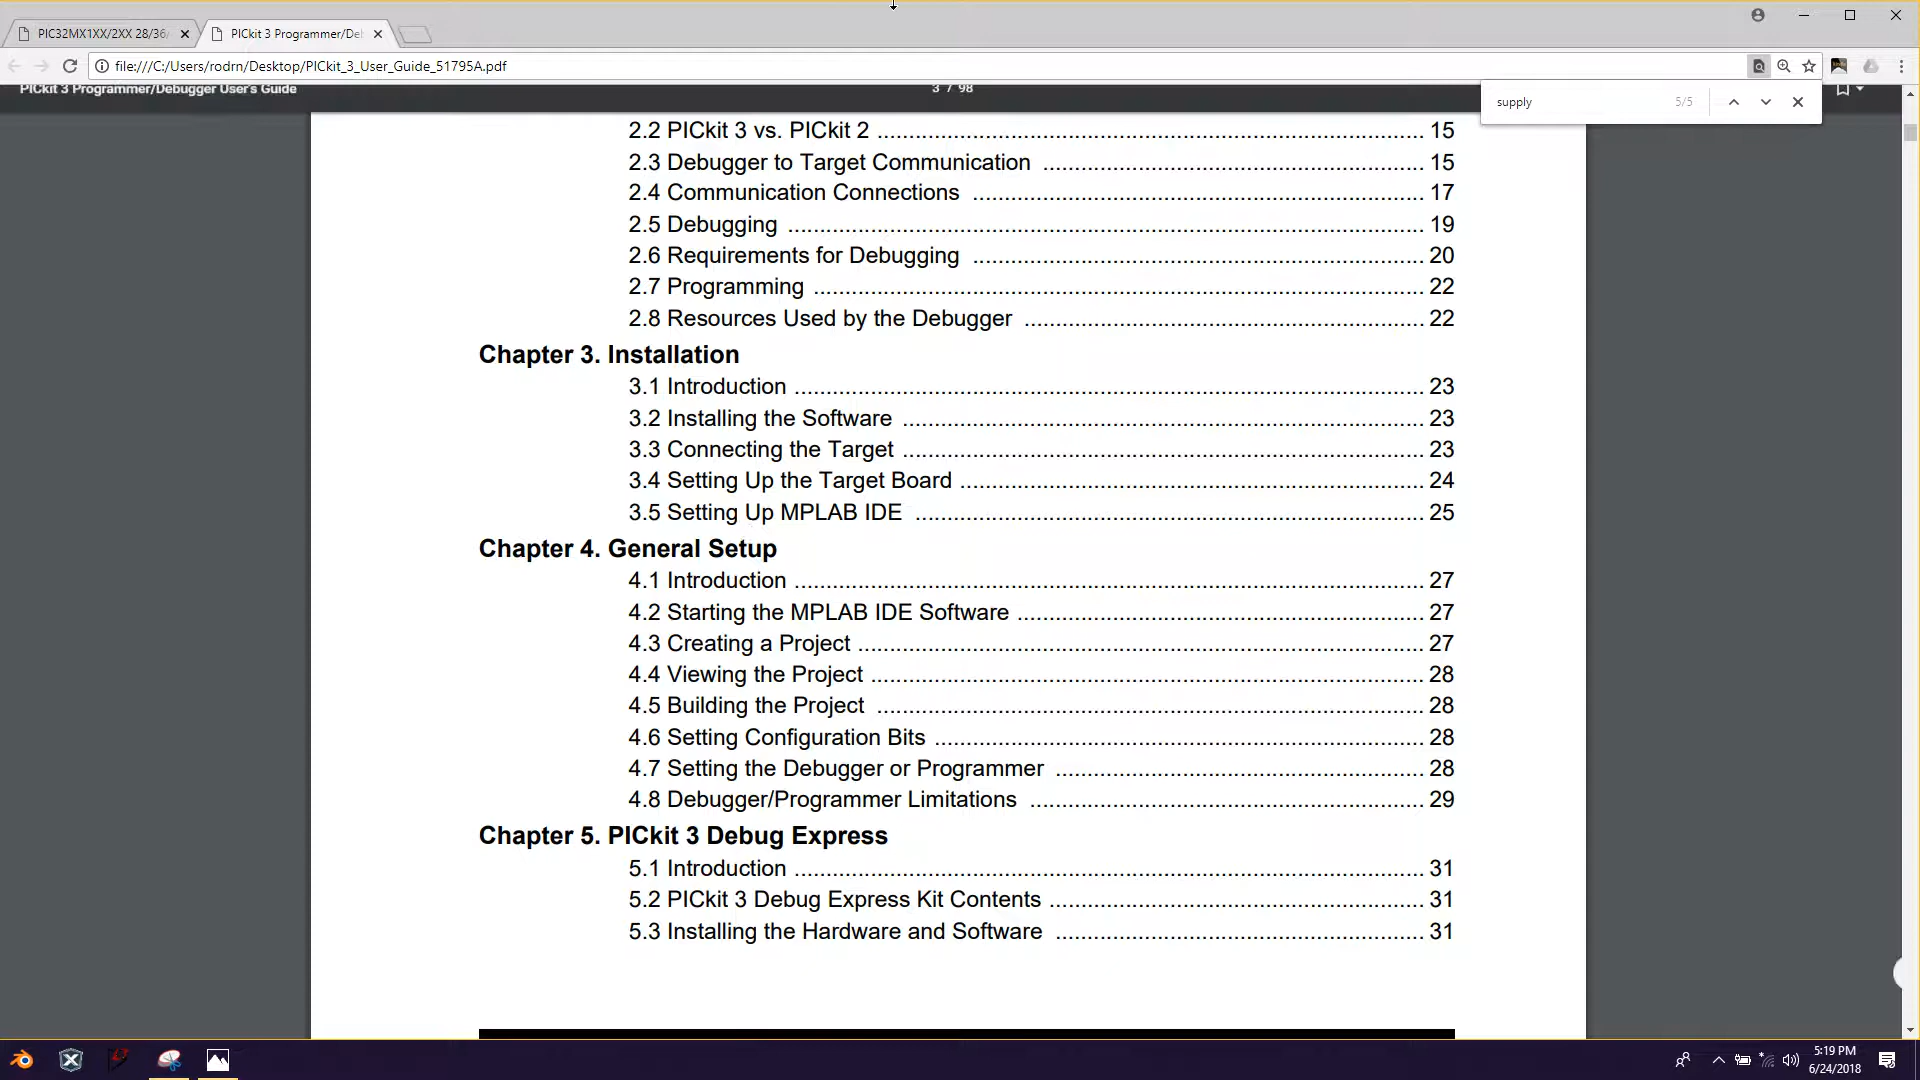 PIC32MX1XX/2XX 28/36/
PICkit 3 Programmer/Deb
file:///C:/Users/rodrn/Desktop/PICkit_3_User_Guide_51795A.pdf
PICkit 3 Programmer/Debugger User's Guide
3 / 98
supply
5/5
2.2 PICkit 3 vs. PICkit 2 ........ 15
2.3 Debugger to Target Communication ........ 15
2.4 Communication Connections ........ 17
2.5 Debugging ........ 19
2.6 Requirements for Debugging ........ 20
2.7 Programming ........ 22
2.8 Resources Used by the Debugger ........ 22
Chapter 3. Installation
3.1 Introduction ........ 23
3.2 Installing the Software ........ 23
3.3 Connecting the Target ........ 23
3.4 Setting Up the Target Board ........ 24
3.5 Setting Up MPLAB IDE ........ 25
Chapter 4. General Setup
4.1 Introduction ........ 27
4.2 Starting the MPLAB IDE Software ........ 27
4.3 Creating a Project ........ 27
4.4 Viewing the Project ........ 28
4.5 Building the Project ........ 28
4.6 Setting Configuration Bits ........ 28
4.7 Setting the Debugger or Programmer ........ 28
4.8 Debugger/Programmer Limitations ........ 29
Chapter 5. PICkit 3 Debug Express
5.1 Introduction ........ 31
5.2 PICkit 3 Debug Express Kit Contents ........ 31
5.3 Installing the Hardware and Software ........ 31
5:19 PM
6/24/2018